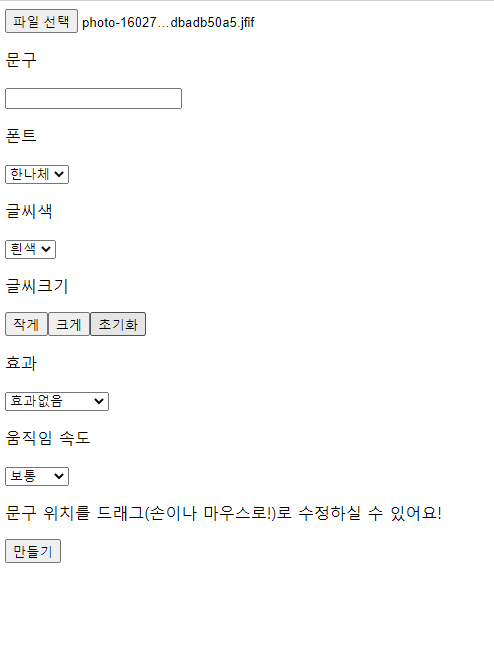 파일 선택 photo-16027…dbadb50a5.jfif
문구
폰트
한나체
글씨색
흰색
글씨크기
작게 크게 초기화
효과
효과없음
움직임 속도
보통
문구 위치를 드래그(손이나 마우스로!)로 수정하실 수 있어요!
만들기